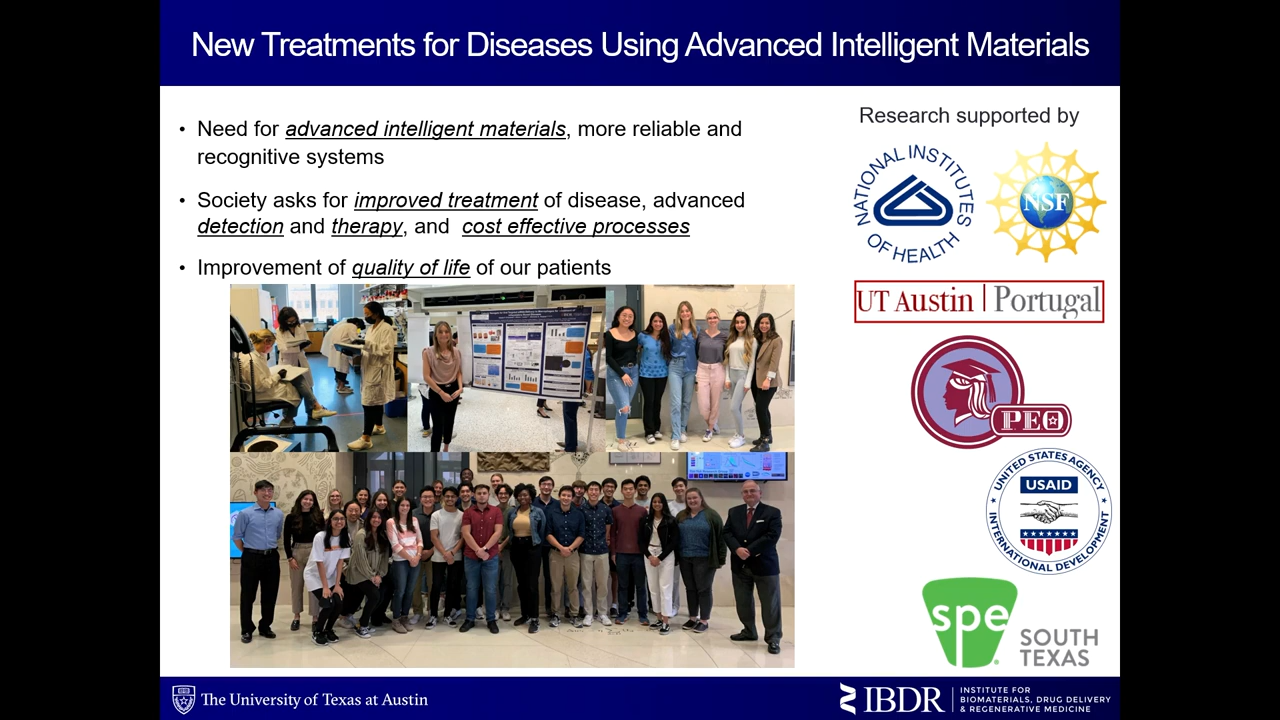 New Treatments for Diseases Using Advanced Intelligent Materials
• Need for advanced intelligent materials, more reliable and
recognitive systems
• Society asks for improved treatment of disease, advanced
detection and therapy, and cost effective processes
• Improvement of quality of life of our patients
Research supported by
NATIONAL INSTITUTES
OF HEALTH
NSF
UT Austin | Portugal
PEO
UNITED STATES AGENCY
USAID
INTERNATIONAL DEVELOPMENT
spe
SOUTH
TEXAS
The University of Texas at Austin
IBDR
INSTITUTE FOR
BIOMATERIALS, DRUG DELIVERY
& REGENERATIVE MEDICINE